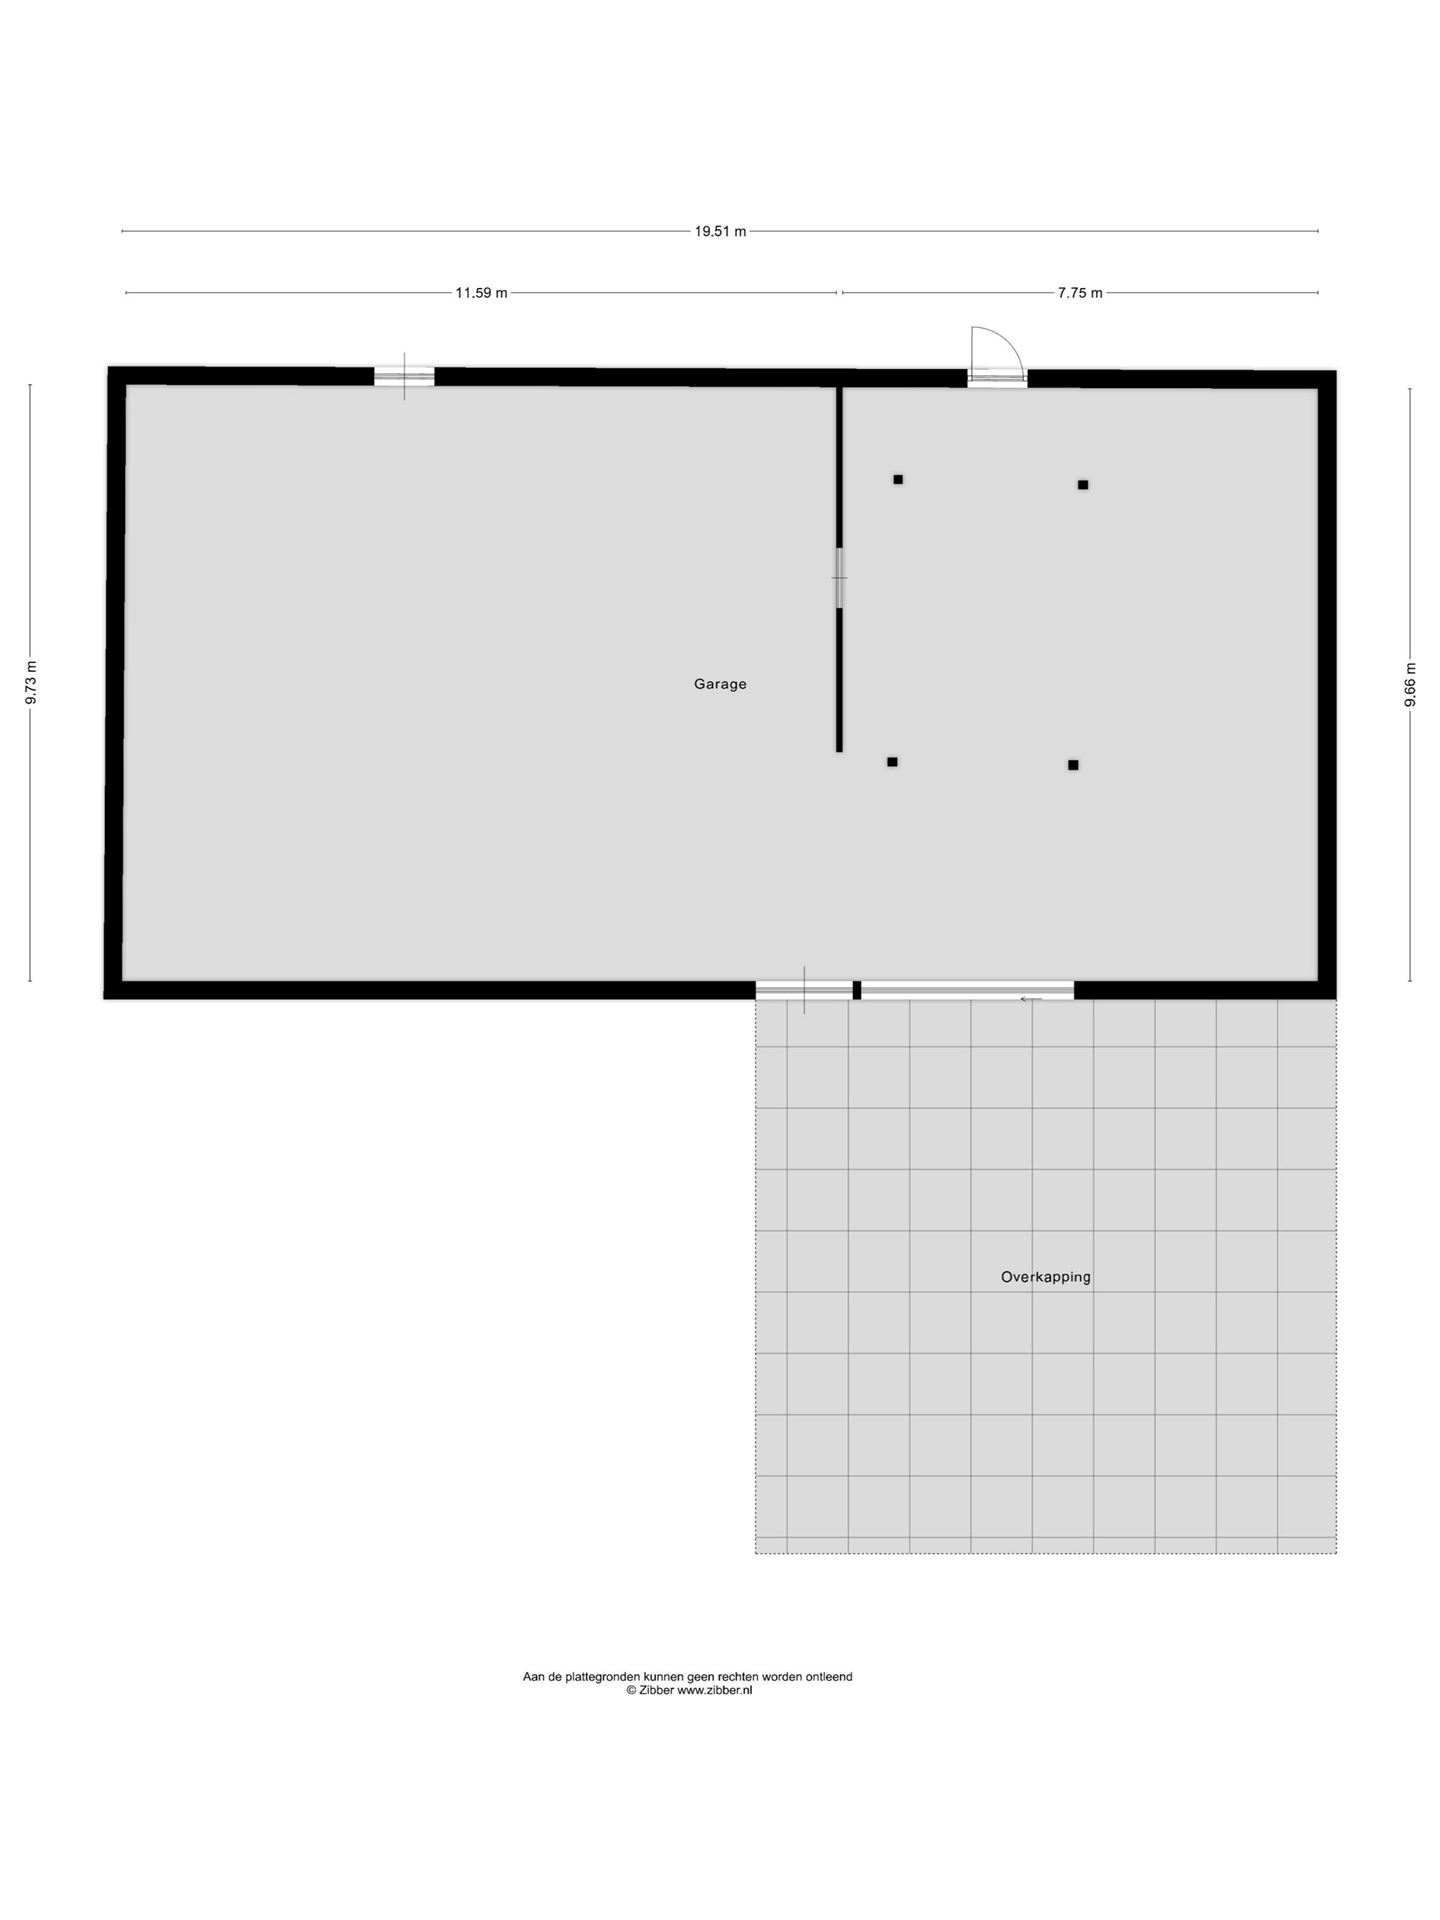 19.51 m
11.59 m
7.75 m
9.73 m
9.66 m
Garage
Overkapping
Aan de plattegronden kunnen geen rechten worden ontleend
© Zibber www.zibber.nl